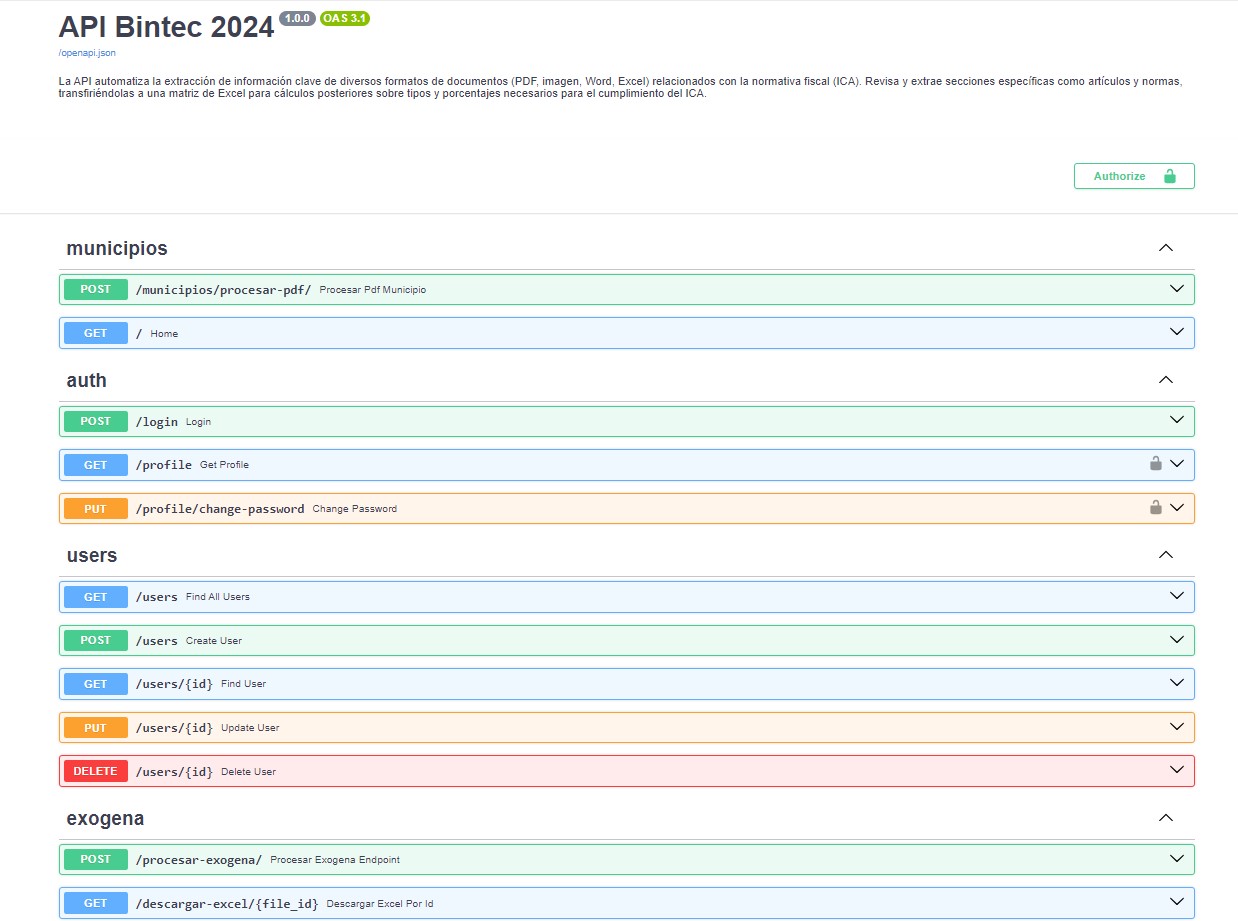 API Bintec 2024 1.0.0 OAS 3.1
/openapi.json
La API automatiza la extracción de información clave de diversos formatos de documentos (PDF, imagen, Word, Excel) relacionados con la normativa fiscal (ICA). Revisa y extrae secciones específicas como artículos y normas,
transfiriéndolas a una matriz de Excel para cálculos posteriores sobre tipos y porcentajes necesarios para el cumplimiento del ICA.
Authorize
municipios
POST /municipios/procesar-pdf/ Procesar Pdf Municipio
GET / Home
auth
POST /login Login
GET /profile Get Profile
PUT /profile/change-password Change Password
users
GET /users Find All Users
POST /users Create User
GET /users/{id} Find User
PUT /users/{id} Update User
DELETE /users/{id} Delete User
exogena
POST /procesar-exogena/ Procesar Exogena Endpoint
GET /descargar-excel/{file_id} Descargar Excel Por Id